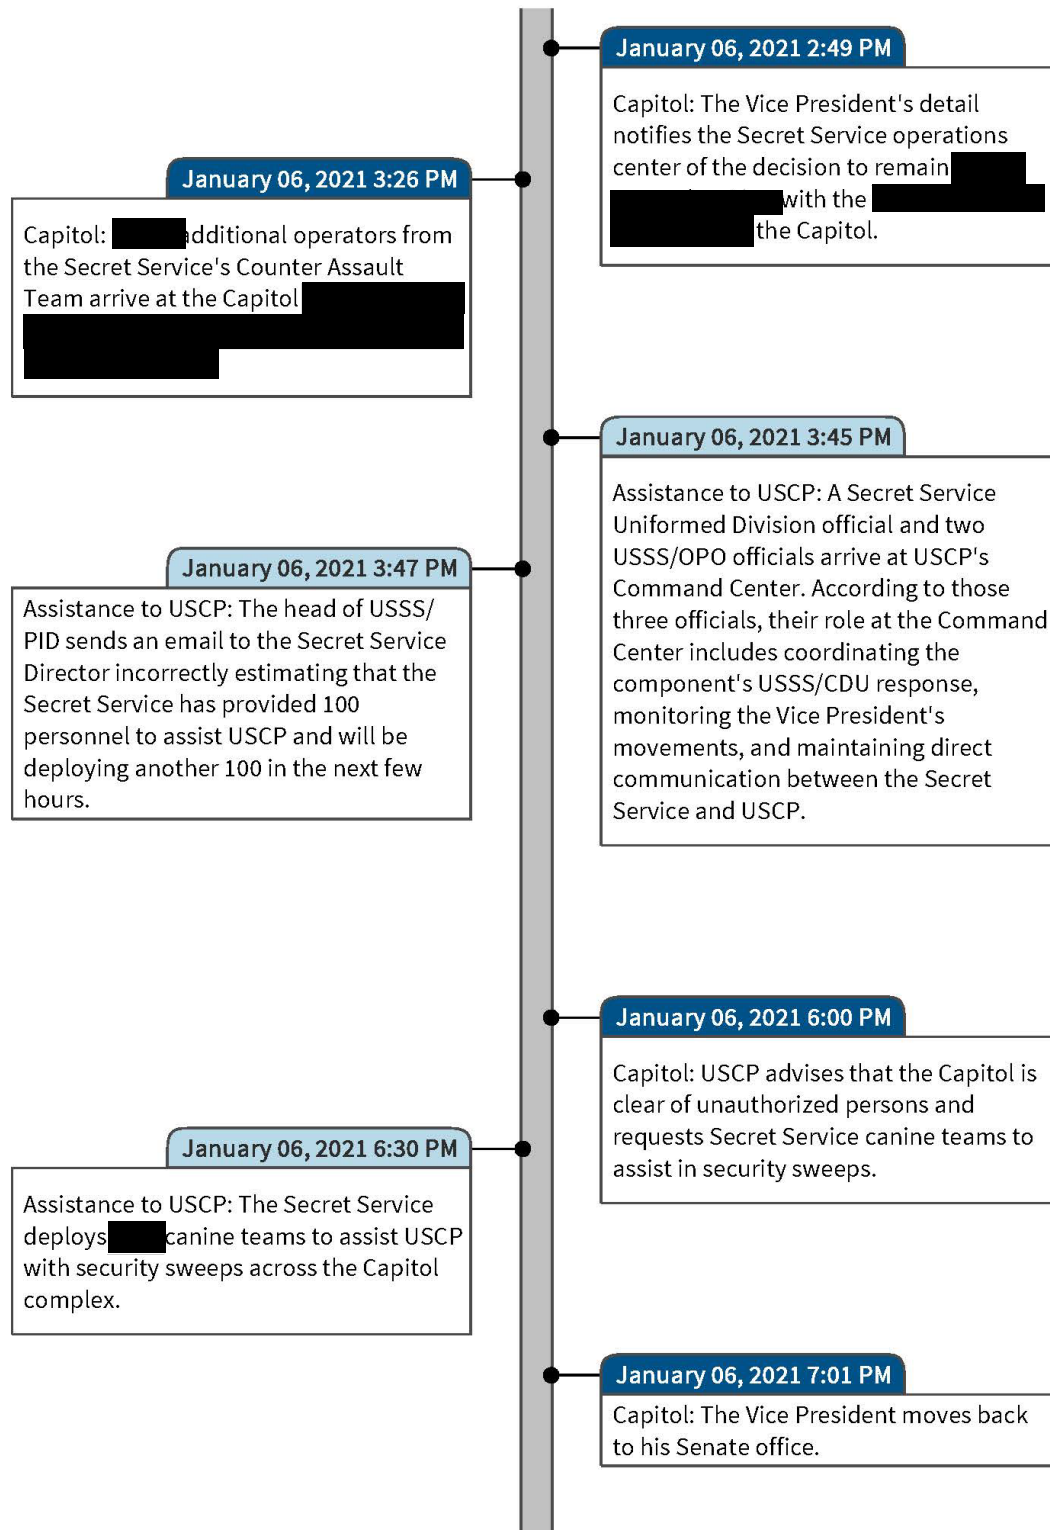 January 06, 2021 2:49 PM
Capitol: The Vice President's detail
notifies the Secret Service operations
center of the decision to remain
with the
the Capitol.
January 06, 2021 3:26 PM
Capitol: additional operators from
the Secret Service's Counter Assault
Team arrive at the Capitol
January 06, 2021 3:45 PM
Assistance to USCP: A Secret Service
Uniformed Division official and two
USSS/OPO officials arrive at USCP's
Command Center. According to those
three officials, their role at the Command
Center includes coordinating the
component's USSS/CDU response,
monitoring the Vice President's
movements, and maintaining direct
communication between the Secret
Service and USCP.
January 06, 2021 3:47 PM
Assistance to USCP: The head of USSS/
PID sends an email to the Secret Service
Director incorrectly estimating that the
Secret Service has provided 100
personnel to assist USCP and will be
deploying another 100 in the next few
hours.
January 06, 2021 6:00 PM
Capitol: USCP advises that the Capitol is
clear of unauthorized persons and
requests Secret Service canine teams to
assist in security sweeps.
January 06, 2021 6:30 PM
Assistance to USCP: The Secret Service
deploys canine teams to assist USCP
with security sweeps across the Capitol
complex.
January 06, 2021 7:01 PM
Capitol: The Vice President moves back
to his Senate office.